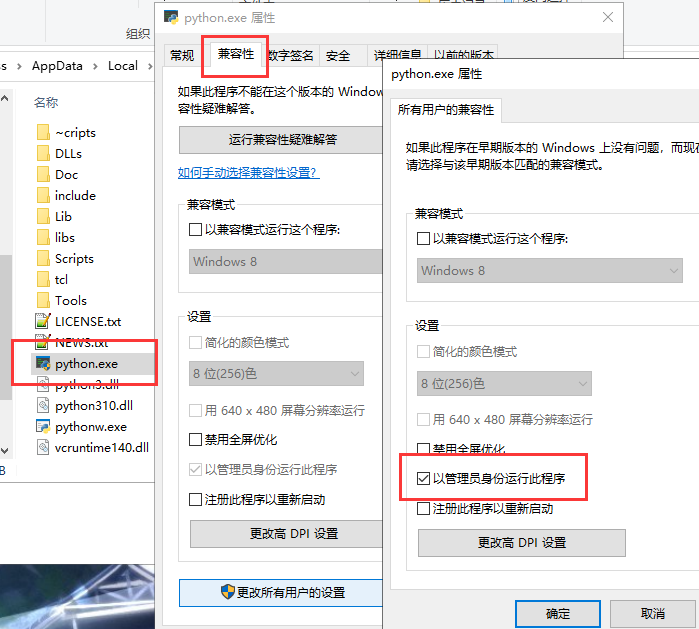 组织
s > AppData > Local >
名称
~cripts
DLLs
Doc
include
Lib
libs
Scripts
tcl
Tools
LICENSE.txt
NEWS.txt
python.exe
python3.dll
python310.dll
pythonw.exe
vcruntime140.dll
python.exe 属性
常规 兼容性 数字签名 安全 详细信息 以前的版本
如果此程序不能在这个版本的 Windo
容性疑难解答。
运行兼容性疑难解答
如何手动选择兼容性设置?
兼容模式
以兼容模式运行这个程序:
Windows 8
设置
简化的颜色模式
8 位(256)色
用 640 x 480 屏幕分辨率运行
禁用全屏优化
以管理员身份运行此程序
注册此程序以重新启动
更改高 DPI 设置
更改所有用户的设置
python.exe 属性
所有用户的兼容性
如果此程序在早期版本的 Windows 上没有问题，而现在
请选择与该早期版本匹配的兼容模式。
兼容模式
以兼容模式运行这个程序:
Windows 8
设置
简化的颜色模式
8 位(256)色
用 640 x 480 屏幕分辨率运行
禁用全屏优化
以管理员身份运行此程序
注册此程序以重新启动
更改高 DPI 设置
确定 取消